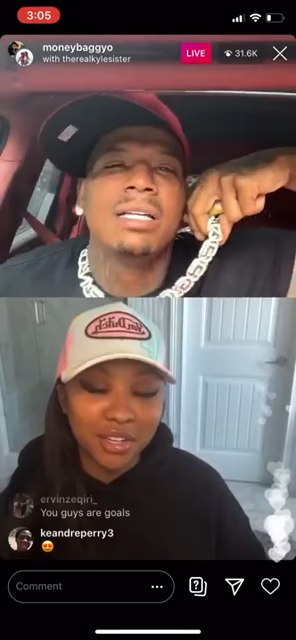 3:05
moneybaggyo
with therealkylesister
LIVE
31.6K
Von Dutch
ervinzeqiri_
You guys are goals
keandreperry3
😍
Comment